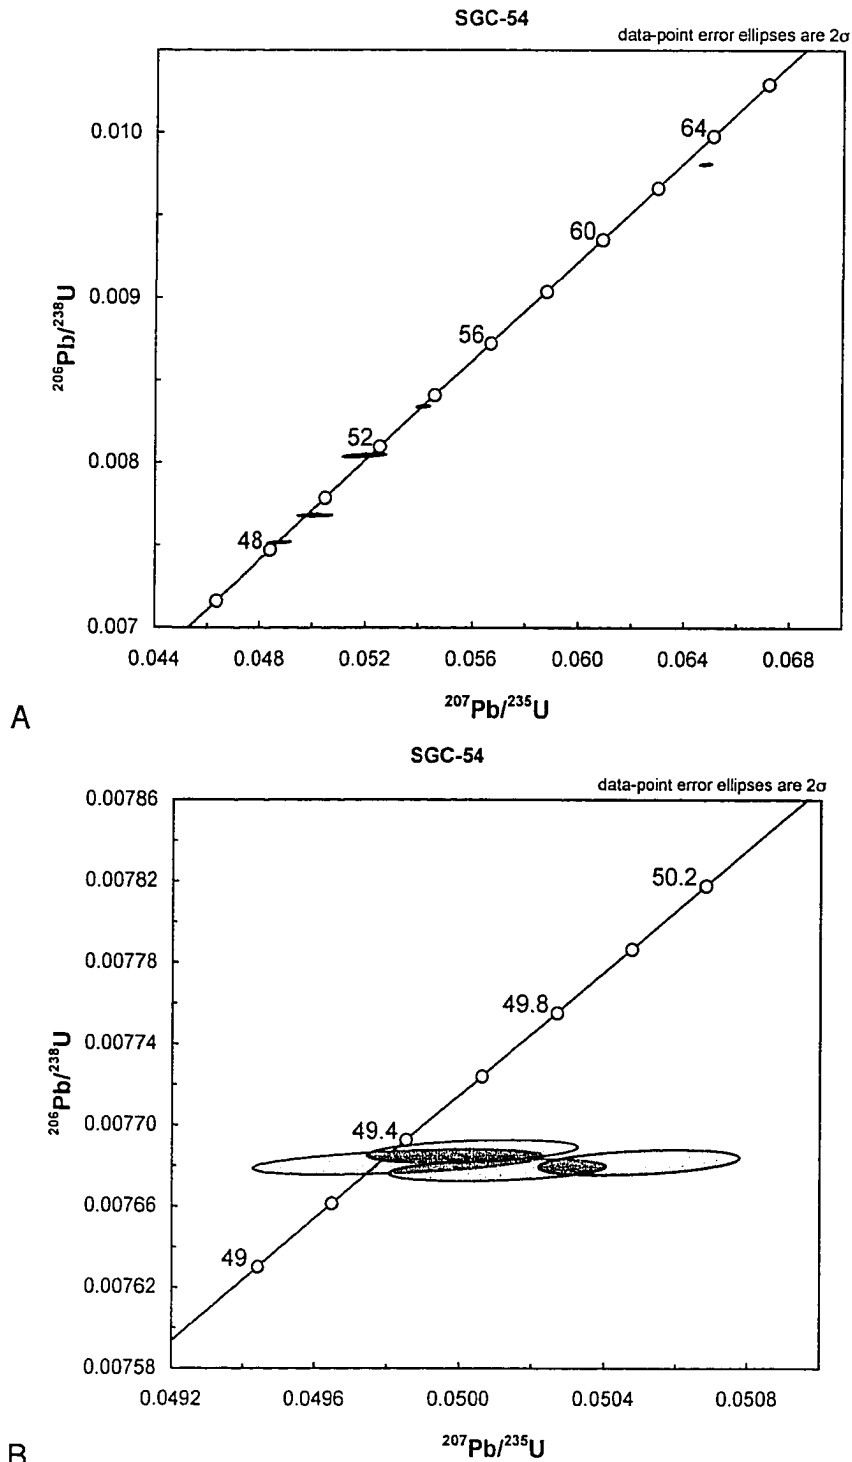 SGC-54
data-point error ellipses are 2σ
64
0.010
60
0.009
56
52
0.008
48
0.007
0.044 0.048 0.052 0.056 0.060 0.064 0.068
²⁰⁶Pb/²³⁸U
²⁰⁷Pb/²³⁵U
A
SGC-54
data-point error ellipses are 2σ
0.00786
50.2
0.00782
0.00778
49.8
0.00774
0.00770
49.4
0.00766
49
0.00762
0.00758
0.0492 0.0496 0.0500 0.0504 0.0508
²⁰⁶Pb/²³⁸U
²⁰⁷Pb/²³⁵U
B